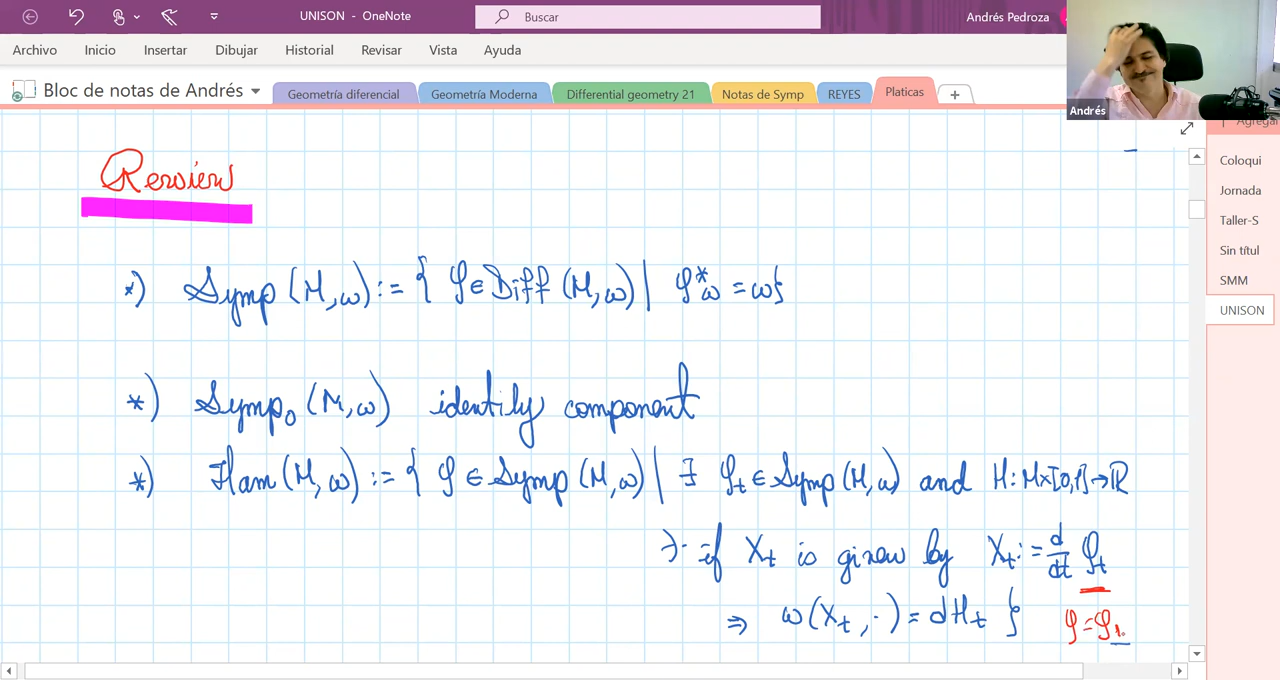 UNISON - OneNote
Buscar
Andrés Pedroza
Archivo Inicio Insertar Dibujar Historial Revisar Vista Ayuda
Bloc de notas de Andrés
Geometría diferencial
Geometría Moderna
Differential geometry 21
Notas de Symp
REYES
Platicas
Andrés
Coloqui
Jornada
Taller-S
Sin títul
SMM
UNISON
Review
*) Symp (M, ω) := { φ ∈ Diff (M, ω) | φ*ω = ω }
*) Symp₀ (M, ω) identity component
*) Ham (M, ω) := { φ ∈ Symp (M, ω) | ∃ φₜ ∈ Symp (M, ω) and H: M×[0,1] → ℝ
∋· if Xₜ is given by Xₜ := d/dt φₜ
⇒ ω(Xₜ, ·) = dHₜ } φ = φ₁.